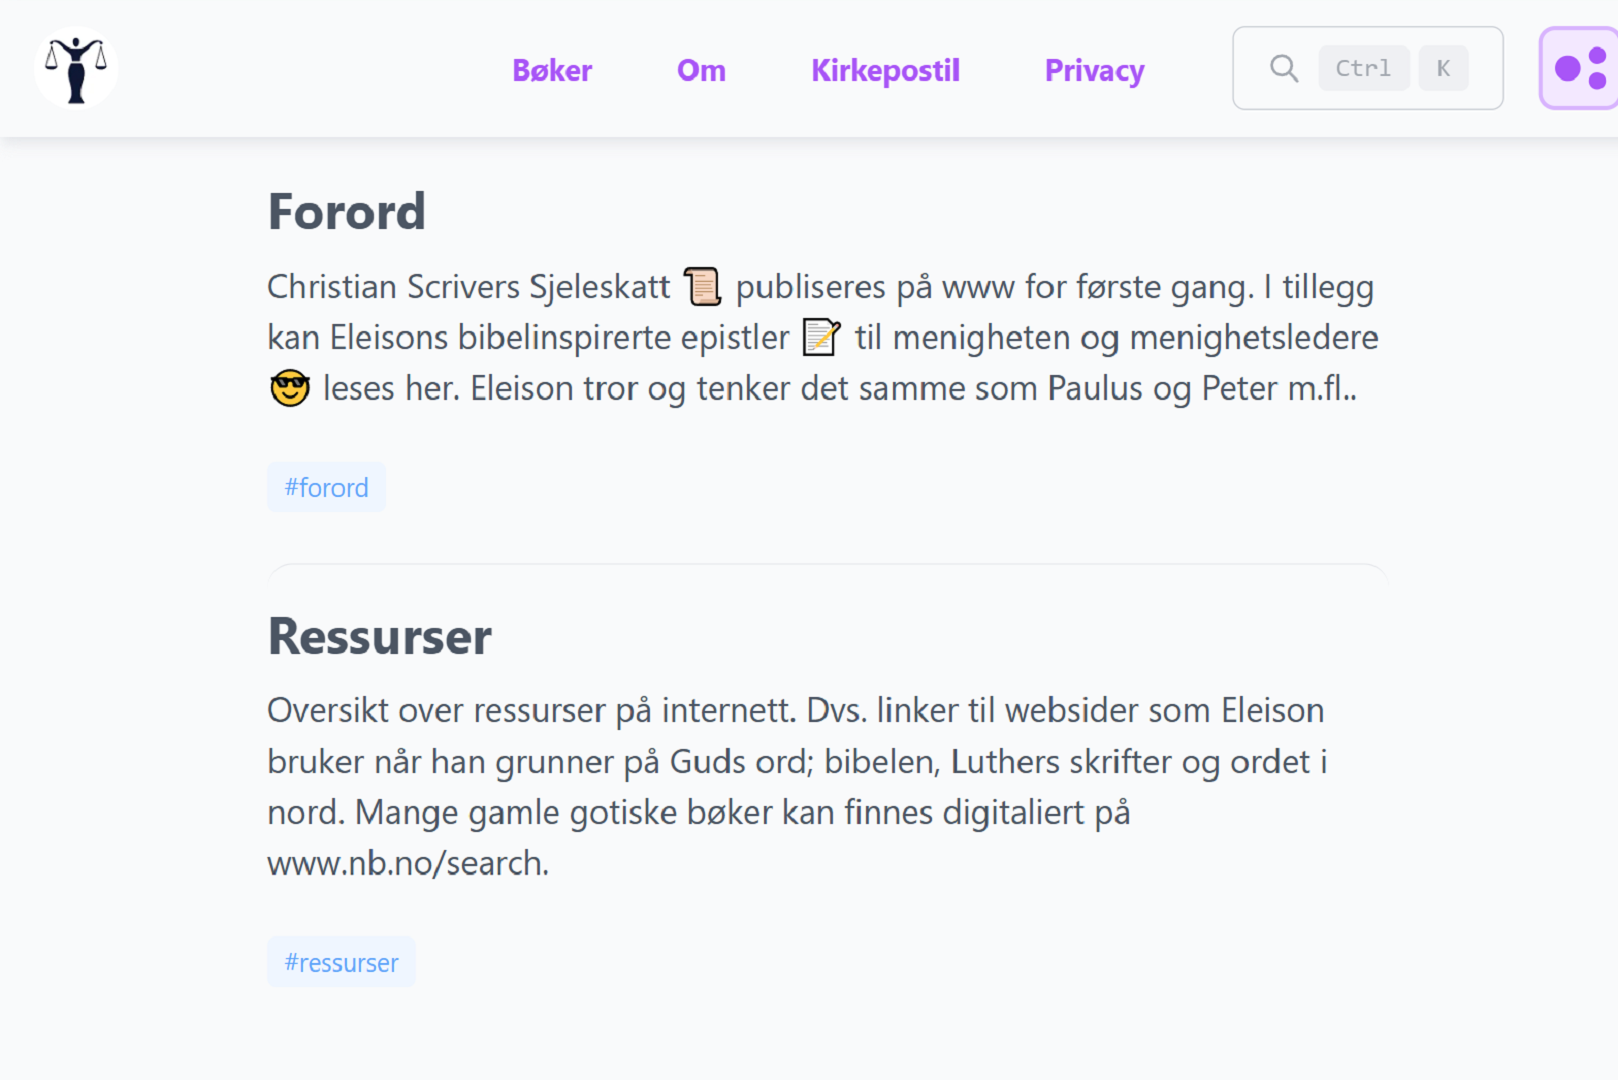 Bøker Om Kirkepostil Privacy Ctrl K
Forord
Christian Scrivers Sjeleskatt 📜 publiseres på www for første gang. I tillegg
kan Eleisons bibelinspirerte epistler 📝 til menigheten og menighetsledere
😎 leses her. Eleison tror og tenker det samme som Paulus og Peter m.fl..
#forord
Ressurser
Oversikt over ressurser på internett. Dvs. linker til websider som Eleison
bruker når han grunner på Guds ord; bibelen, Luthers skrifter og ordet i
nord. Mange gamle gotiske bøker kan finnes digitaliert på
www.nb.no/search.
#ressurser